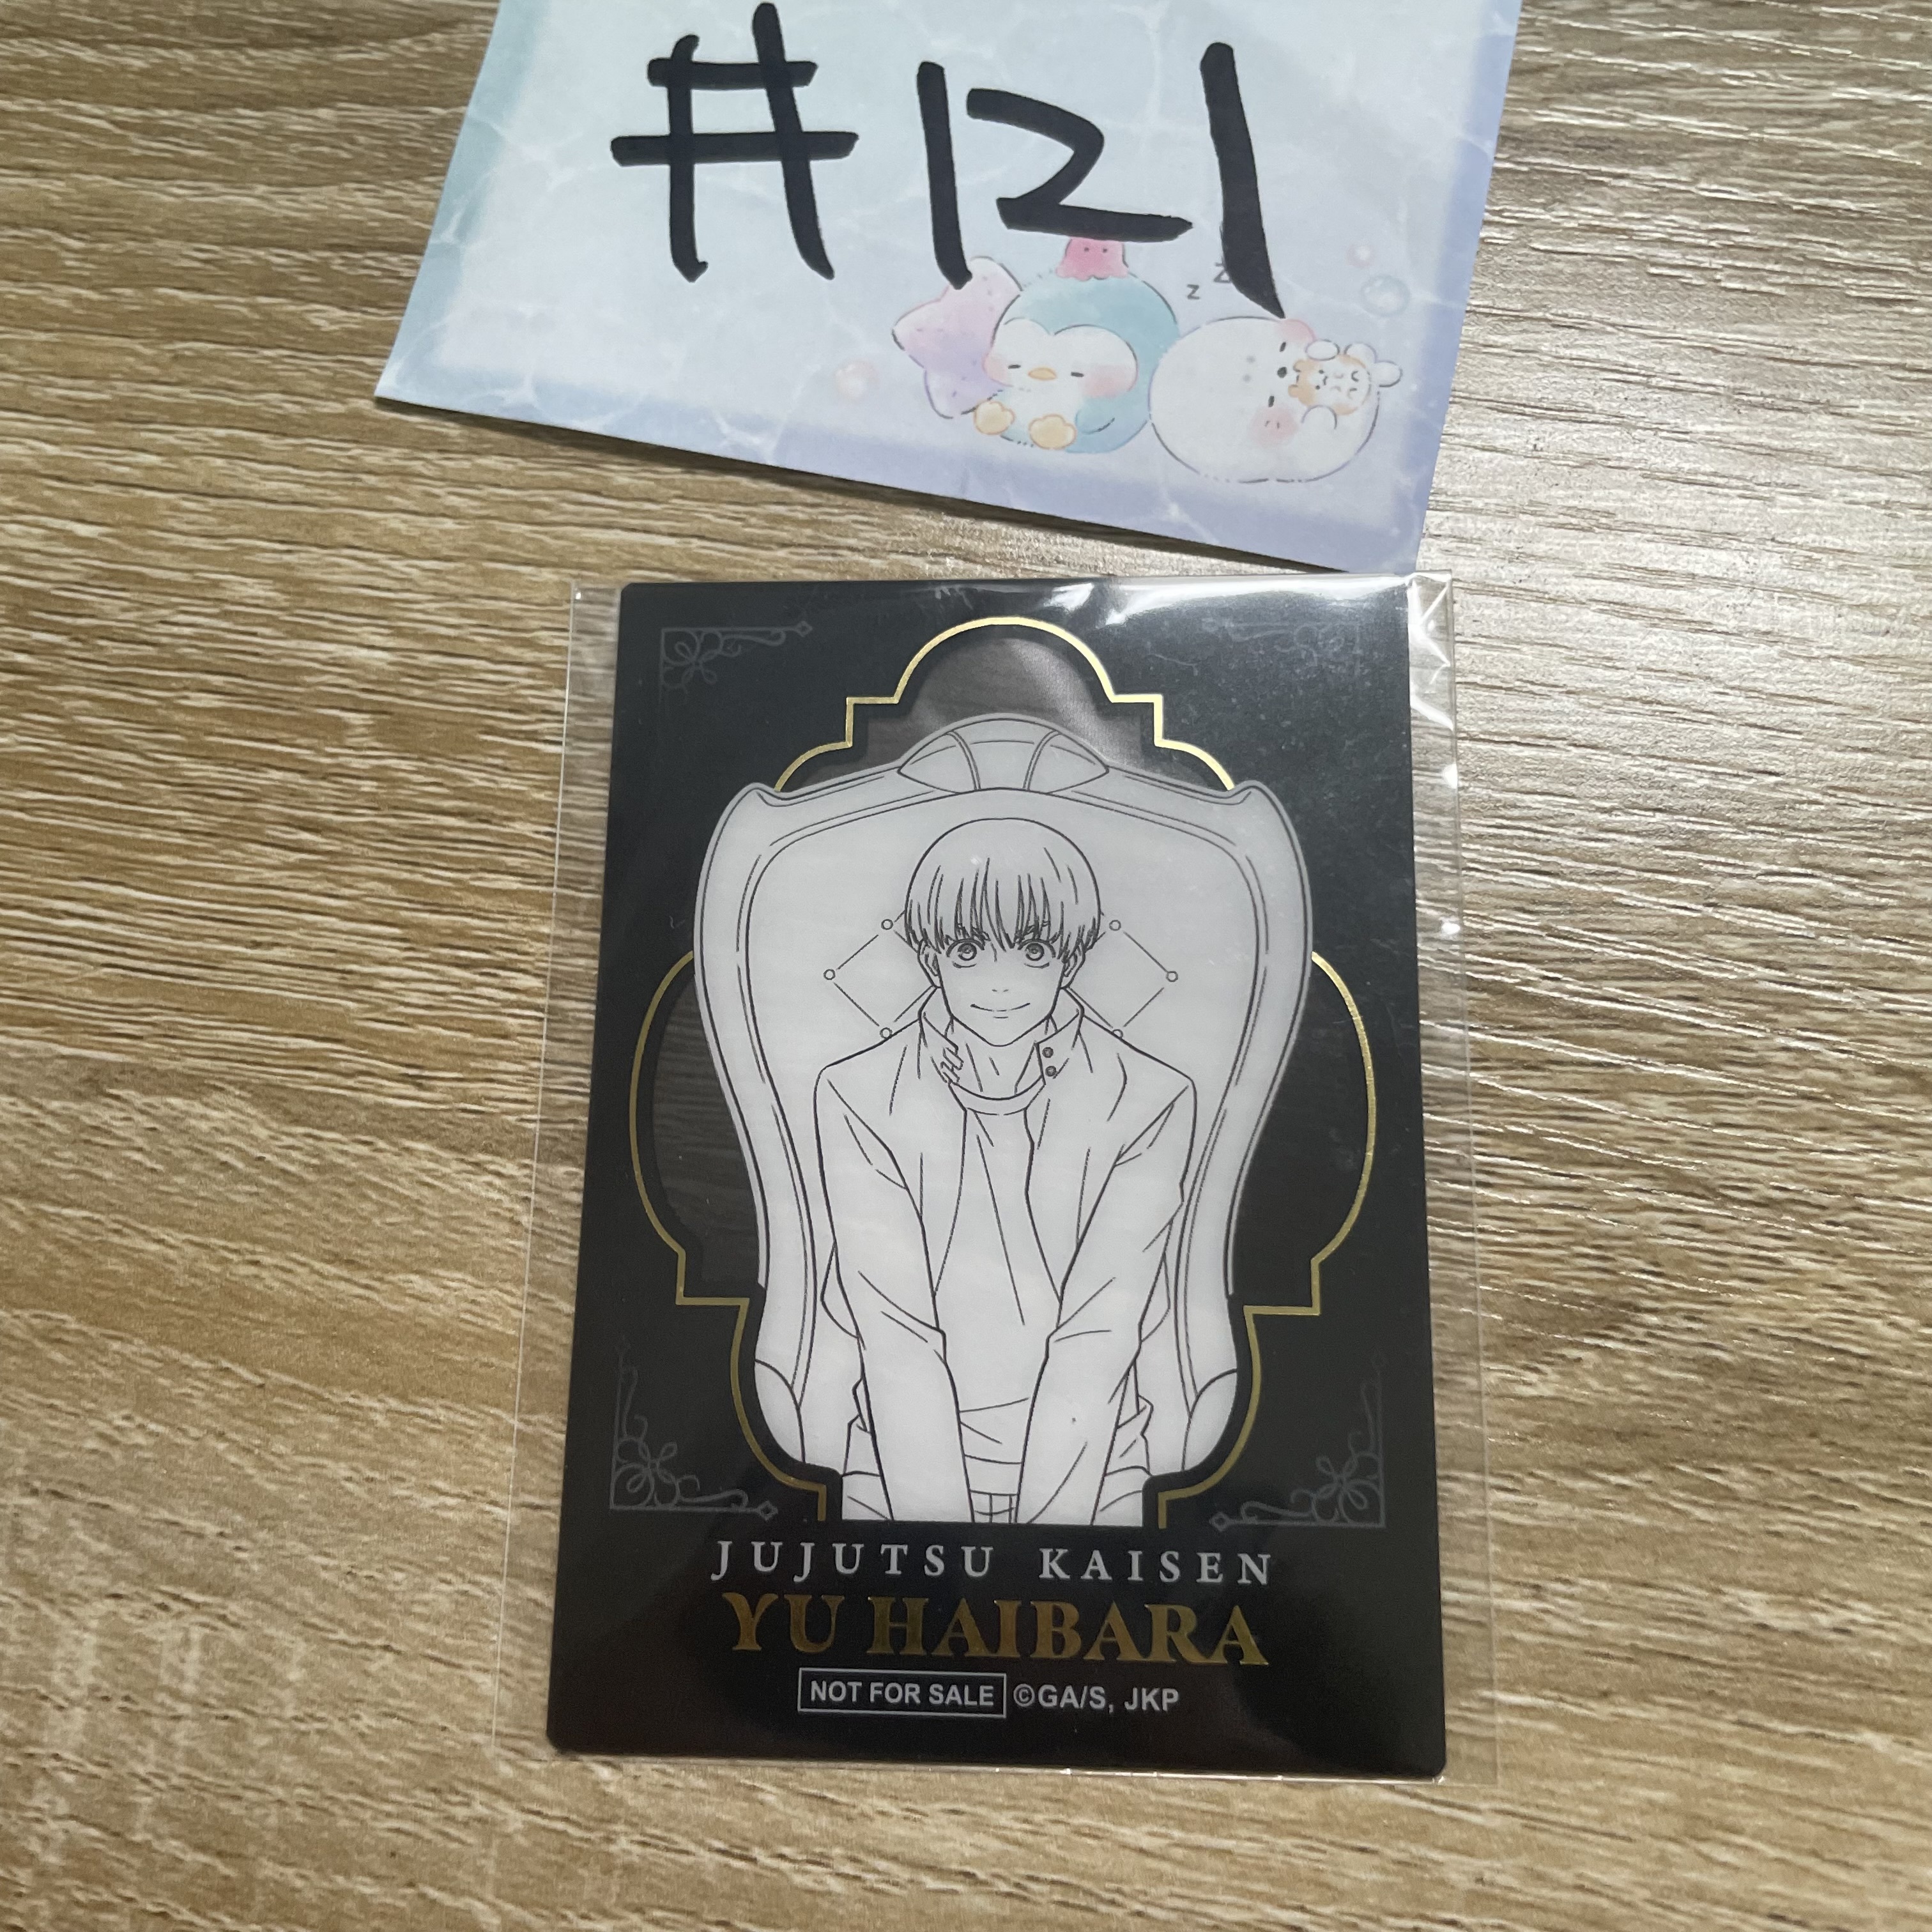 #121
z z
JUJUTSU KAISEN
YU HAIBARA
NOT FOR SALE ©GA/S, JKP